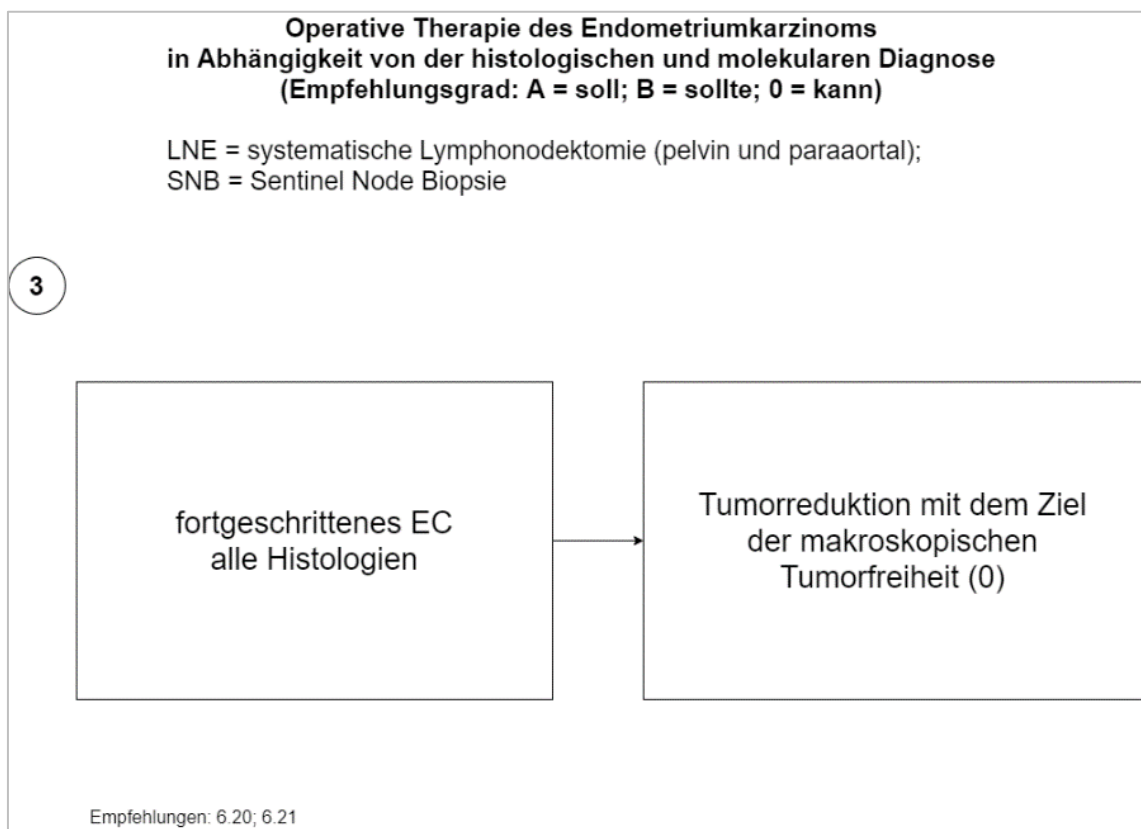 Operative Therapie des Endometriumkarzinoms
in Abhängigkeit von der histologischen und molekularen Diagnose
(Empfehlungsgrad: A = soll; B = sollte; 0 = kann)
LNE = systematische Lymphonodektomie (pelvin und paraaortal);
SNB = Sentinel Node Biopsie
3
fortgeschrittenes EC
alle Histologien
Tumorreduktion mit dem Ziel
der makroskopischen
Tumorfreiheit (0)
Empfehlungen: 6.20; 6.21